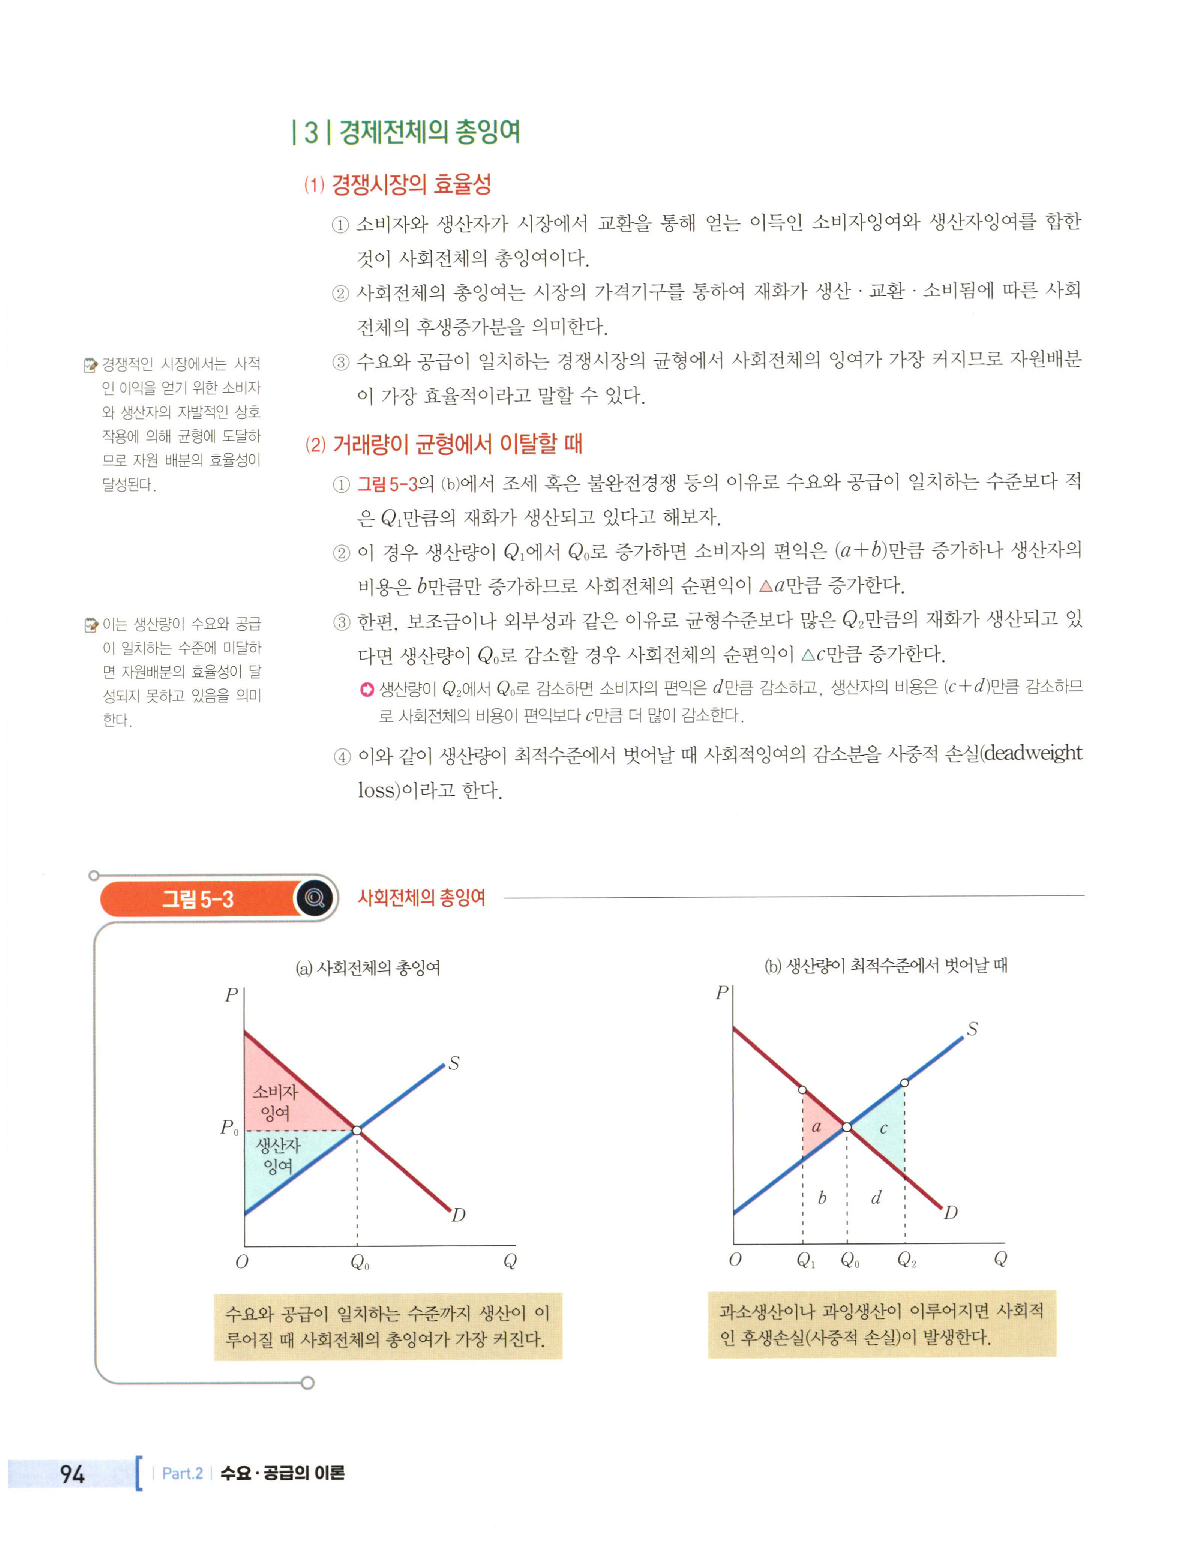 |3| 경제전체의 총잉여
(1) 경쟁시장의 효율성
① 소비자와 생산자가 시장에서 교환을 통해 얻는 이득인 소비자잉여와 생산자잉여를 합한
것이 사회전체의 총잉여이다.
② 사회전체의 총잉여는 시장의 가격기구를 통하여 재화가 생산 · 교환 · 소비됨에 따른 사회
전체의 후생증가분을 의미한다.
③ 수요와 공급이 일치하는 경쟁시장의 균형에서 사회전체의 잉여가 가장 커지므로 자원배분
이 가장 효율적이라고 말할 수 있다.
경쟁적인 시장에서는 사적
인 이익을 얻기 위한 소비자
와 생산자의 자발적인 상호
작용에 의해 균형에 도달하
므로 자원 배분의 효율성이
달성된다.
(2) 거래량이 균형에서 이탈할 때
① 그림 5-3의 (b)에서 조세 혹은 불완전경쟁 등의 이유로 수요와 공급이 일치하는 수준보다 적
은 Q₁만큼의 재화가 생산되고 있다고 해보자.
② 이 경우 생산량이 Q₁에서 Q₀로 증가하면 소비자의 편익은 (a+b)만큼 증가하나 생산자의
비용은 b만큼만 증가하므로 사회전체의 순편익이 △a만큼 증가한다.
③ 한편, 보조금이나 외부성과 같은 이유로 균형수준보다 많은 Q₂만큼의 재화가 생산되고 있
다면 생산량이 Q₀로 감소할 경우 사회전체의 순편익이 △c만큼 증가한다.
생산량이 Q₂에서 Q₀로 감소하면 소비자의 편익은 d만큼 감소하고, 생산자의 비용은 (c+d)만큼 감소하므
로 사회전체의 비용이 편익보다 c만큼 더 많이 감소한다.
④ 이와 같이 생산량이 최적수준에서 벗어날 때 사회적잉여의 감소분을 사중적 손실(deadweight
loss)이라고 한다.
이는 생산량이 수요와 공급
이 일치하는 수준에 미달하
면 자원배분의 효율성이 달
성되지 못하고 있음을 의미
한다.
그림 5-3
사회전체의 총잉여
(a) 사회전체의 총잉여
P
S
소비자
잉여
P₀
생산자
잉여
D
O
Q₀
Q
수요와 공급이 일치하는 수준까지 생산이 이
루어질 때 사회전체의 총잉여가 가장 커진다.
(b) 생산량이 최적수준에서 벗어날 때
P
S
a
c
b
d
D
O
Q₁
Q₀
Q₂
Q
과소생산이나 과잉생산이 이루어지면 사회적
인 후생손실(사중적 손실)이 발생한다.
94
| Part.2 | 수요 · 공급의 이론